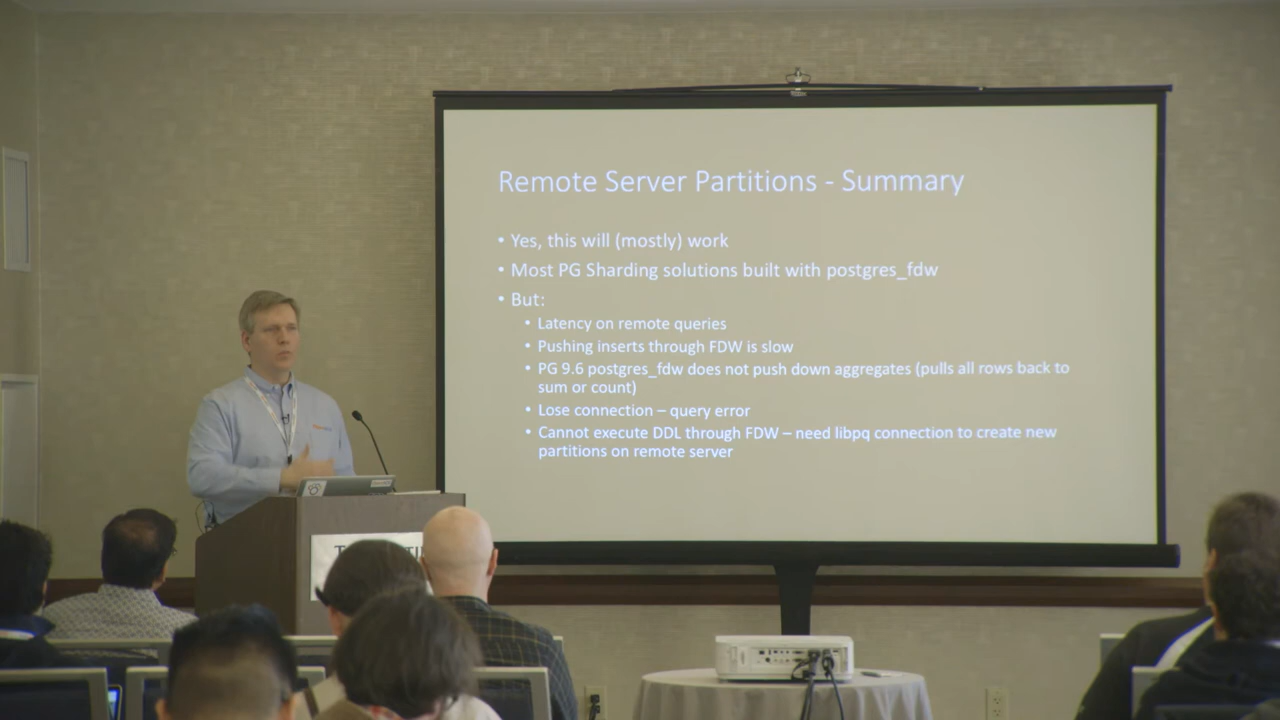 Remote Server Partitions - Summary
• Yes, this will (mostly) work
• Most PG Sharding solutions built with postgres_fdw
• But:
• Latency on remote queries
• Pushing inserts through FDW is slow
• PG 9.6 postgres_fdw does not push down aggregates (pulls all rows back to
sum or count)
• Lose connection – query error
• Cannot execute DDL through FDW – need libpq connection to create new
partitions on remote server